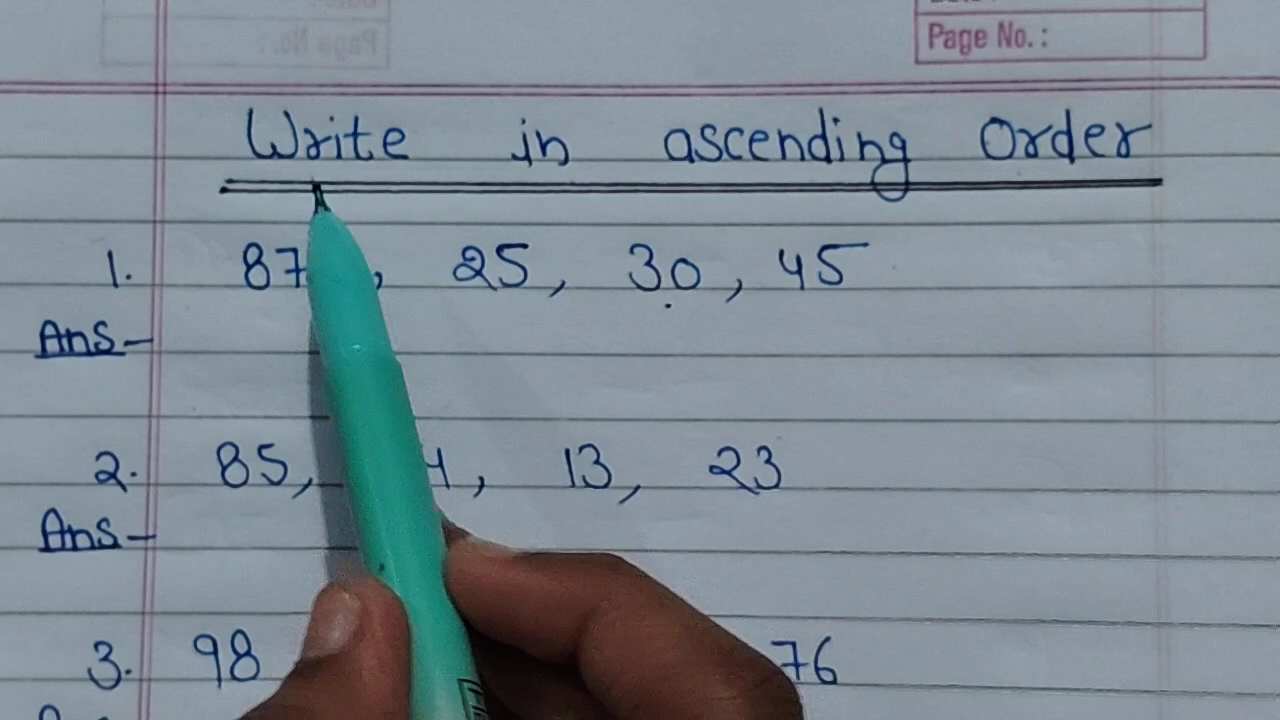 Page No. :
Write in ascending Order
1. 87, 25, 30, 45
Ans-
2. 85, 13, 23
Ans-
3. 98 76